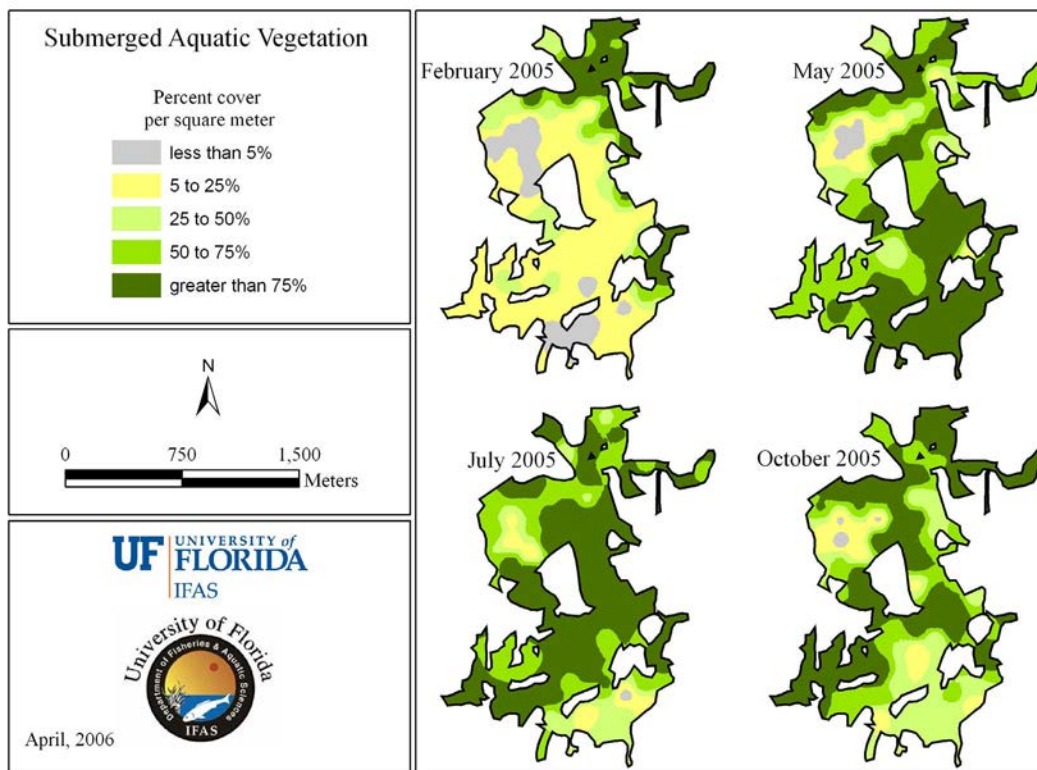 Submerged Aquatic Vegetation
Percent cover
per square meter
less than 5%
5 to 25%
25 to 50%
50 to 75%
greater than 75%
N
0 750 1,500
Meters
UF UNIVERSITY of
FLORIDA
IFAS
University of Florida
Department of Fisheries & Aquatic Sciences
IFAS
April, 2006
February 2005
May 2005
July 2005
October 2005